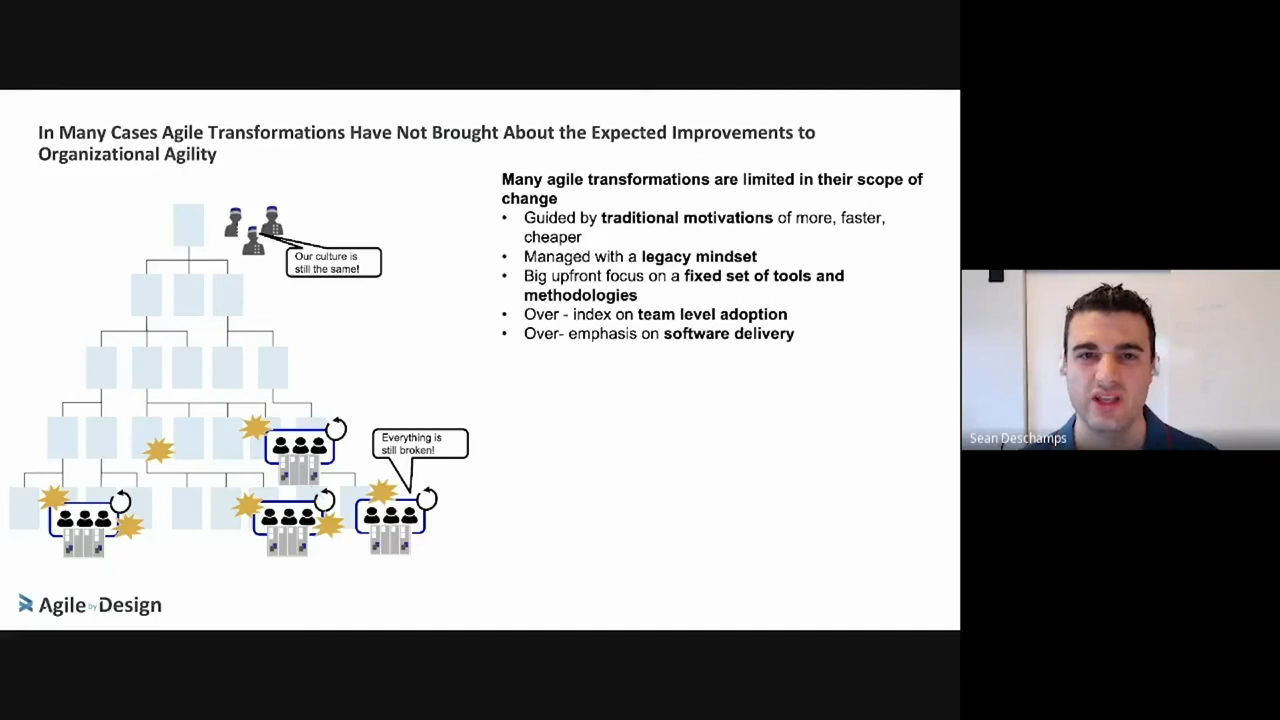 In Many Cases Agile Transformations Have Not Brought About the Expected Improvements to
Organizational Agility
Our culture is
still the same!
Everything is
still broken!
Many agile transformations are limited in their scope of
change
• Guided by traditional motivations of more, faster,
cheaper
• Managed with a legacy mindset
• Big upfront focus on a fixed set of tools and
methodologies
• Over - index on team level adoption
• Over- emphasis on software delivery
Agile by Design
Sean Deschamps